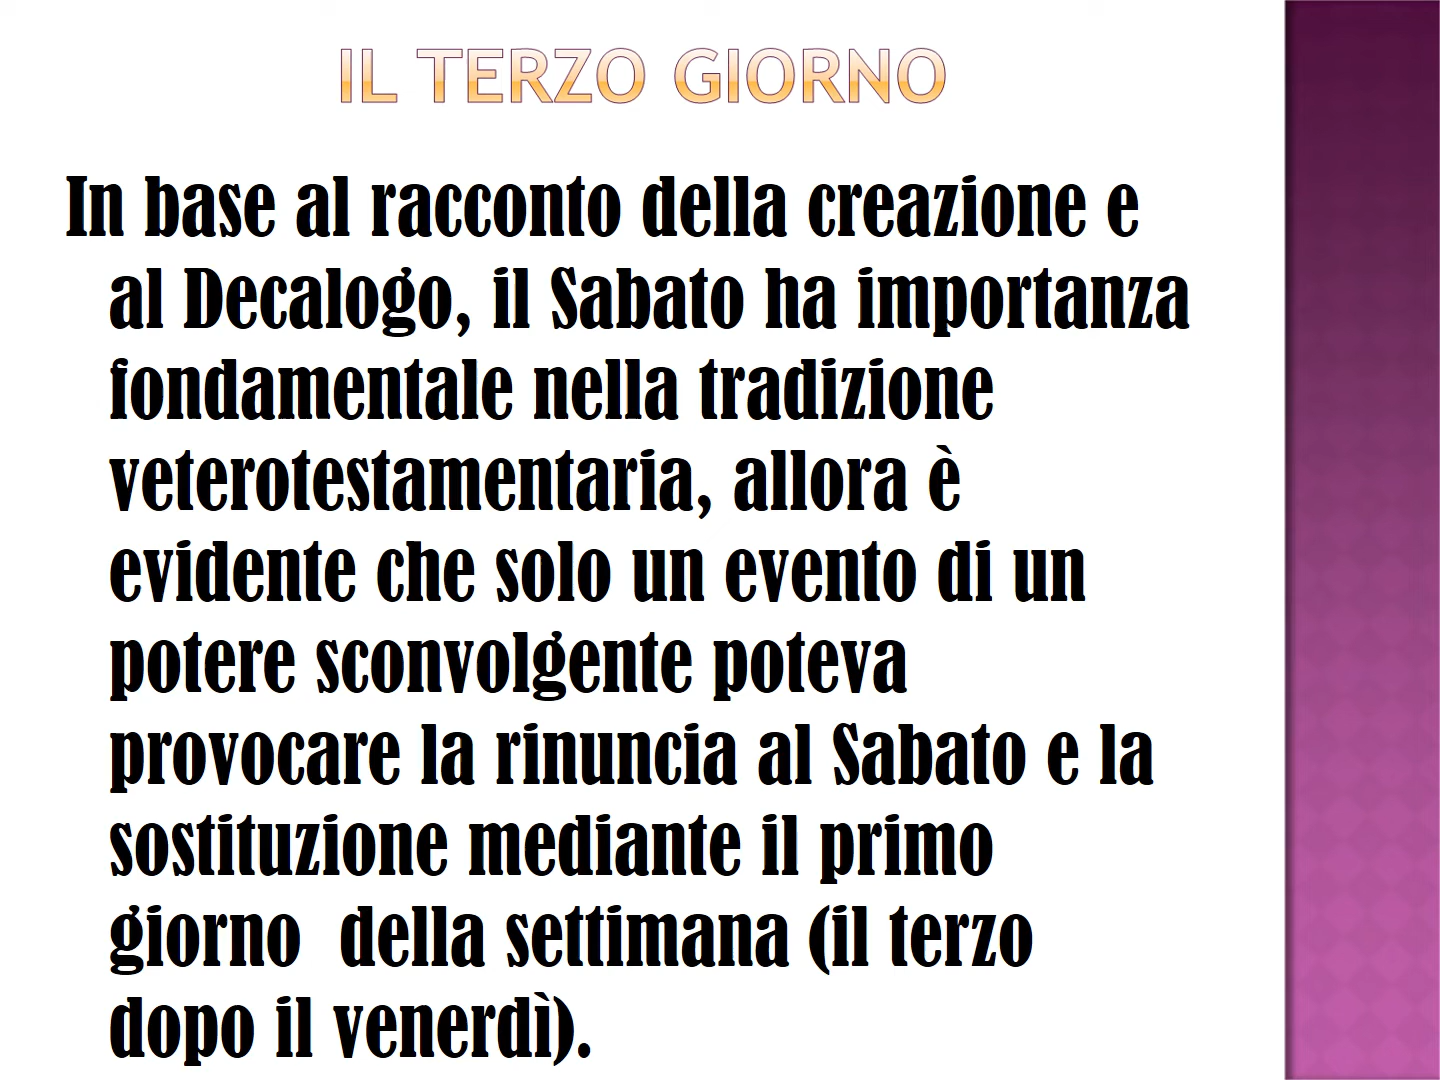 IL TERZO GIORNO
In base al racconto della creazione e
al Decalogo, il Sabato ha importanza
fondamentale nella tradizione
veterotestamentaria, allora è
evidente che solo un evento di un
potere sconvolgente poteva
provocare la rinuncia al Sabato e la
sostituzione mediante il primo
giorno  della settimana (il terzo
dopo il venerdì).